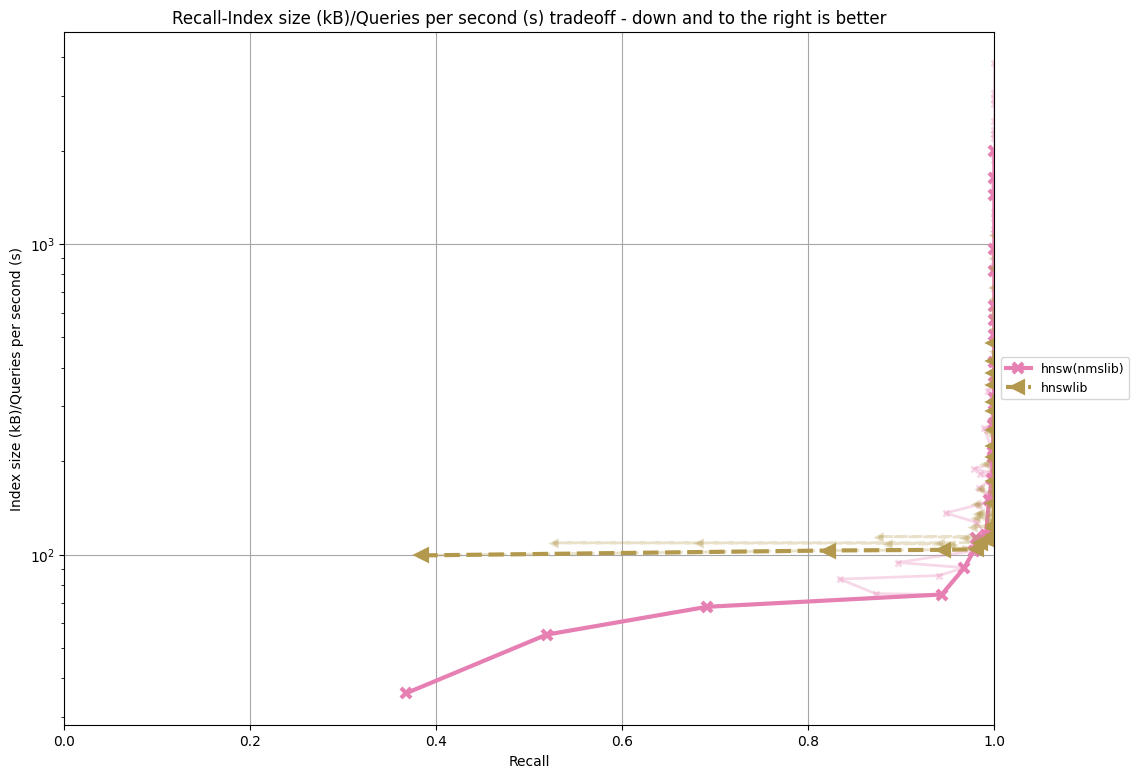 Recall-Index size (kB)/Queries per second (s) tradeoff - down and to the right is better
Index size (kB)/Queries per second (s)
10³
10²
0.0 0.2 0.4 0.6 0.8 1.0
Recall
hnsw(nmslib)
hnswlib